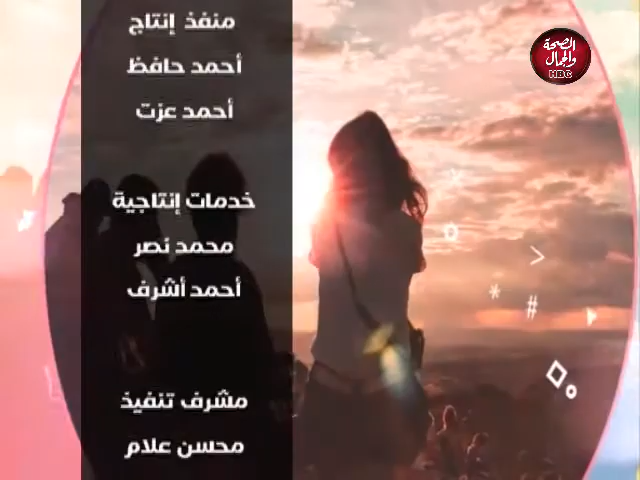 منفذ إنتاج
أحمد حافظ
أحمد عزت
خدمات إنتاجية
محمد نصر
أحمد أشرف
مشرف تنفيذ
محسن علام
الصحة
والجمال
HBC